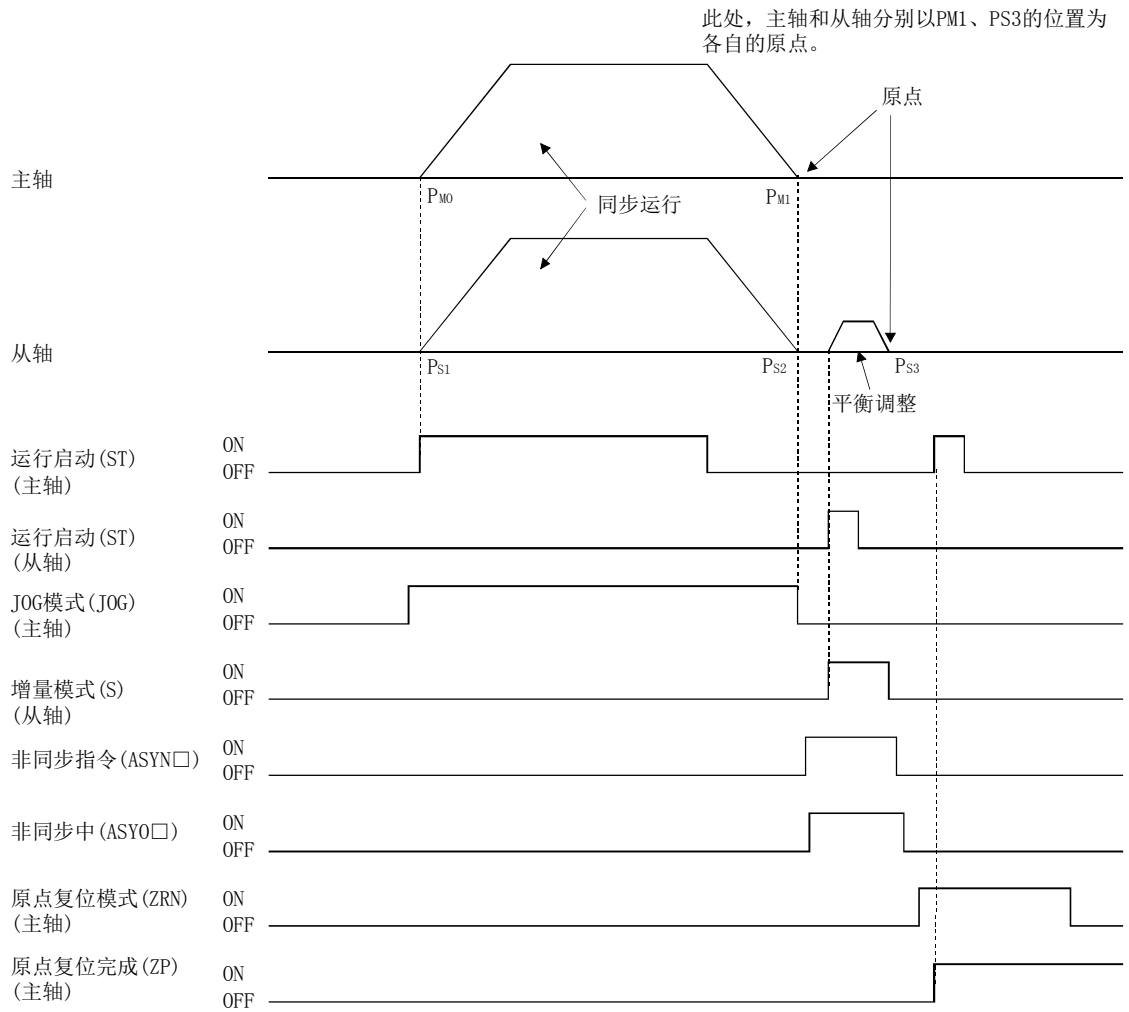 此处，主轴和从轴分别以PM1、PS3的位置为
各自的原点。
原点
主轴
PM0
同步运行
PM1
从轴
PS1
PS2
PS3
平衡调整
运行启动(ST)
(主轴)
ON
OFF
运行启动(ST)
(从轴)
ON
OFF
JOG模式(JOG)
(主轴)
ON
OFF
增量模式(S)
(从轴)
ON
OFF
非同步指令(ASYN□)
ON
OFF
非同步中(ASYO□)
ON
OFF
原点复位模式(ZRN)
(主轴)
ON
OFF
原点复位完成(ZP)
(主轴)
ON
OFF